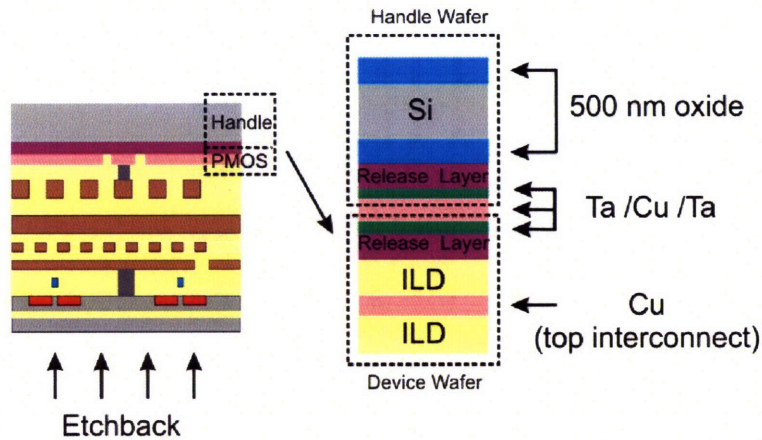 Handle Wafer
Si
500 nm oxide
Handle
PMOS
Release Layer
Ta /Cu /Ta
Release Layer
ILD
Cu
(top interconnect)
ILD
Device Wafer
Etchback